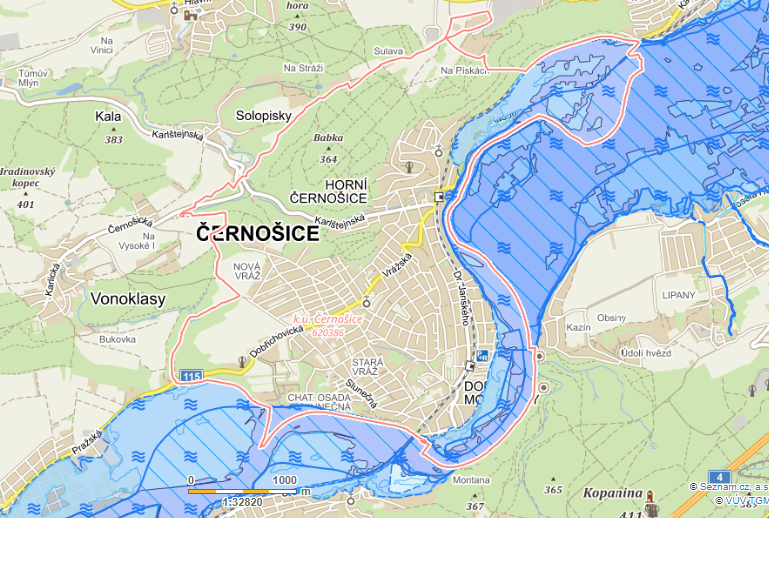 Hlavní
hora
390
Na
Vinici
Sulava
Na Pískách
Na Stráži
Tůmův
Mlýn
Kala
383
Solopisky
Karlštejnská
Babka
364
Hradinovský
kopec
401
HORNÍ
ČERNOŠICE
Karlštejnská
Černošická
Na
Vysoké I
ČERNOŠICE
Karlická
NOVÁ
VRÁŽ
Vrážská
Dr. Janského
LIPANY
Vonoklasy
k.ú. Černošice
620386
Obsiny
Kazín
Bukovka
Dobřichovická
Údolí hvězd
STARÁ
VRÁŽ
P+R
115
Slunečná
CHAT. OSADA
SLUNEČNÁ
Pražská
Montana
367
365
Kopanina
411
4
0
1000
m
1:32820
© Seznam.cz, a.s
© VÚV TGM